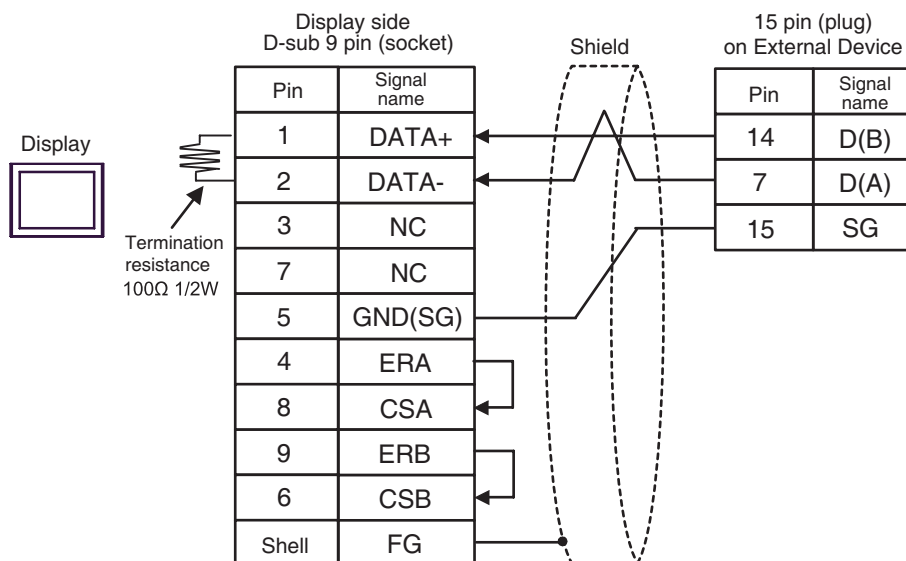 Display side
D-sub 9 pin (socket)
Shield
15 pin (plug)
on External Device
Pin Signal name
1 DATA+
2 DATA-
3 NC
7 NC
5 GND(SG)
4 ERA
8 CSA
9 ERB
6 CSB
Shell FG
Pin Signal name
14 D(B)
7 D(A)
15 SG
Display
Termination
resistance
100Ω 1/2W